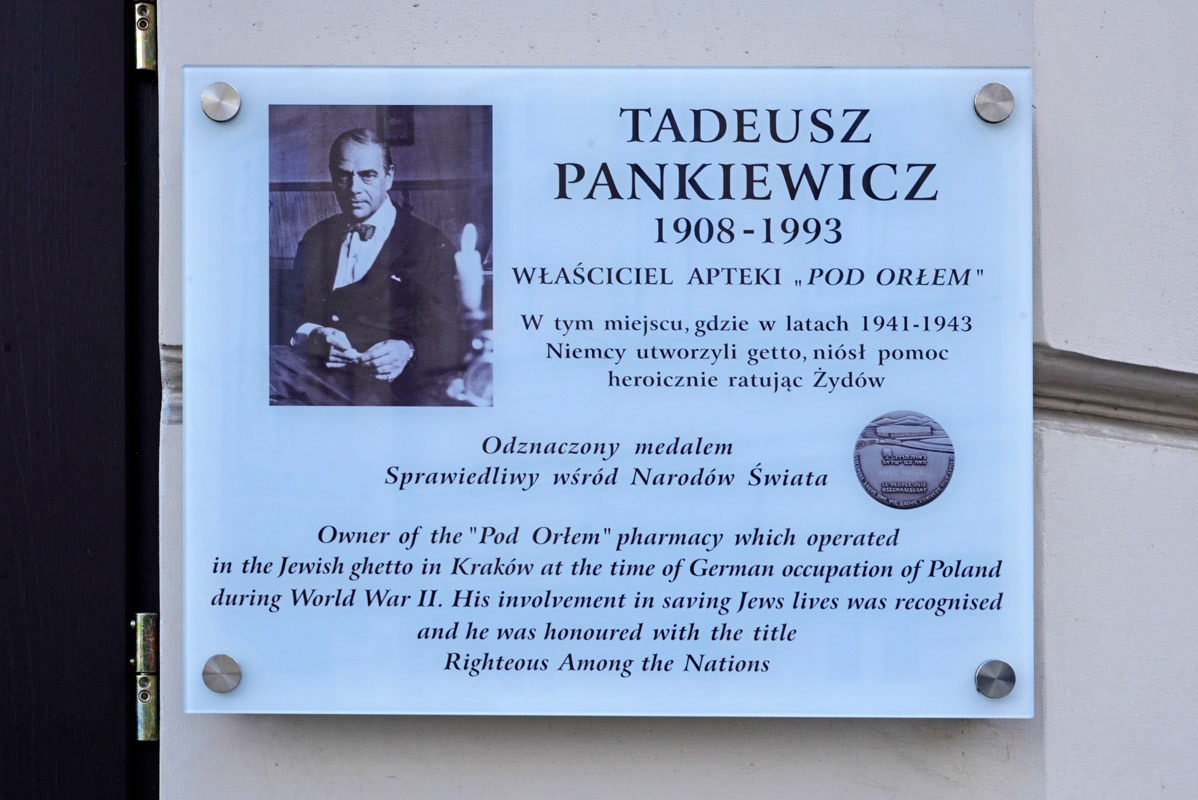 TADEUSZ
PANKIEWICZ
1908-1993
WŁAŚCICIEL APTEKI „POD ORŁEM"
W tym miejscu, gdzie w latach 1941-1943
Niemcy utworzyli getto, niósł pomoc
heroicznie ratując Żydów
Odznaczony medalem
Sprawiedliwy wśród Narodów Świata
Owner of the "Pod Orłem" pharmacy which operated
in the Jewish ghetto in Kraków at the time of German occupation of Poland
during World War II. His involvement in saving Jews lives was recognised
and he was honoured with the title
Righteous Among the Nations